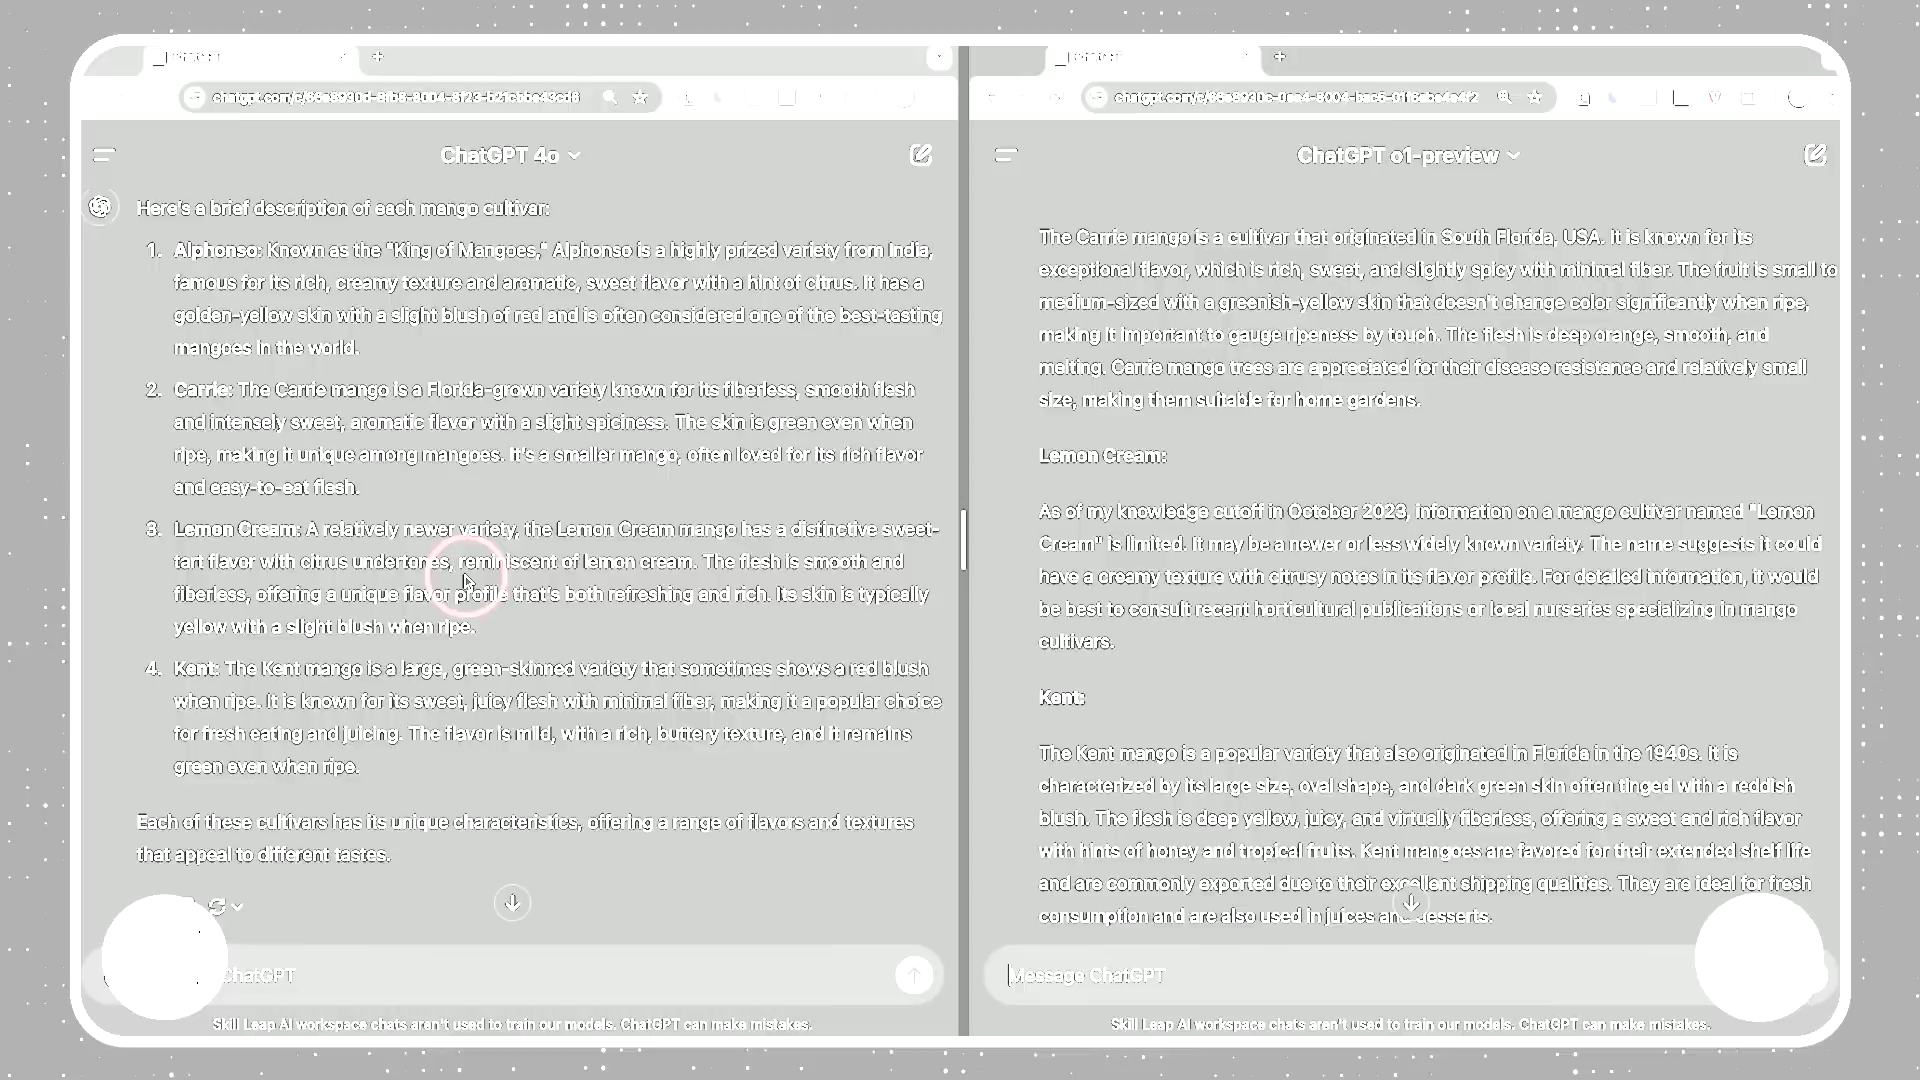 ChatGPT 4o
Here's a brief description of each mango cultivar:
1. Alphonso: Known as the "King of Mangoes," Alphonso is a highly prized variety from India,
famous for its rich, creamy texture and aromatic, sweet flavor with a hint of citrus. It has a
golden-yellow skin with a slight blush of red and is often considered one of the best-tasting
mangoes in the world.
2. Carrie: The Carrie mango is a Florida-grown variety known for its fiberless, smooth flesh
and intensely sweet, aromatic flavor with a slight spiciness. The skin is green even when
ripe, making it unique among mangoes. It's a smaller mango, often loved for its rich flavor
and easy-to-eat flesh.
3. Lemon Cream: A relatively newer variety, the Lemon Cream mango has a distinctive sweet-
tart flavor with citrus undertones, reminiscent of lemon cream. The flesh is smooth and
fiberless, offering a unique flavor profile that's both refreshing and rich. Its skin is typically
yellow with a slight blush when ripe.
4. Kent: The Kent mango is a large, green-skinned variety that sometimes shows a red blush
when ripe. It is known for its sweet, juicy flesh with minimal fiber, making it a popular choice
for fresh eating and juicing. The flavor is mild, with a rich, buttery texture, and it remains
green even when ripe.
Each of these cultivars has its unique characteristics, offering a range of flavors and textures
that appeal to different tastes.
ChatGPT
Skill Leap AI workspace chats aren't used to train our models. ChatGPT can make mistakes.
ChatGPT o1-preview
The Carrie mango is a cultivar that originated in South Florida, USA. It is known for its
exceptional flavor, which is rich, sweet, and slightly spicy with minimal fiber. The fruit is small to
medium-sized with a greenish-yellow skin that doesn't change color significantly when ripe,
making it important to gauge ripeness by touch. The flesh is deep orange, smooth, and
melting. Carrie mango trees are appreciated for their disease resistance and relatively small
size, making them suitable for home gardens.
Lemon Cream:
As of my knowledge cutoff in October 2023, information on a mango cultivar named "Lemon
Cream" is limited. It may be a newer or less widely known variety. The name suggests it could
have a creamy texture with citrusy notes in its flavor profile. For detailed information, it would
be best to consult recent horticultural publications or local nurseries specializing in mango
cultivars.
Kent:
The Kent mango is a popular variety that also originated in Florida in the 1940s. It is
characterized by its large size, oval shape, and dark green skin often tinged with a reddish
blush. The flesh is deep yellow, juicy, and virtually fiberless, offering a sweet and rich flavor
with hints of honey and tropical fruits. Kent mangoes are favored for their extended shelf life
and are commonly exported due to their excellent shipping qualities. They are ideal for fresh
consumption and are also used in juices and desserts.
Message ChatGPT
Skill Leap AI workspace chats aren't used to train our models. ChatGPT can make mistakes.